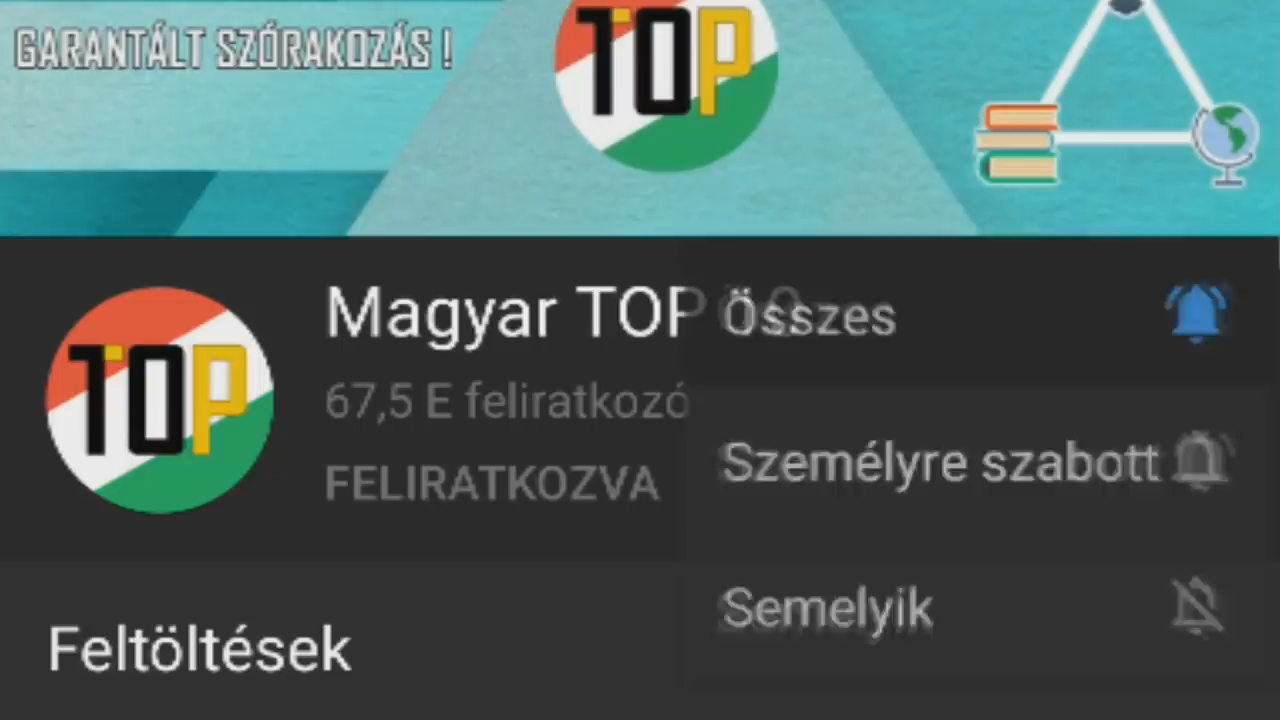 GARANTÁLT SZÓRAKOZÁS !
TOP
TOP
Magyar TOP
67,5 E feliratkozó
FELIRATKOZVA
Összes
Személyre szabott
Semelyik
Feltöltések